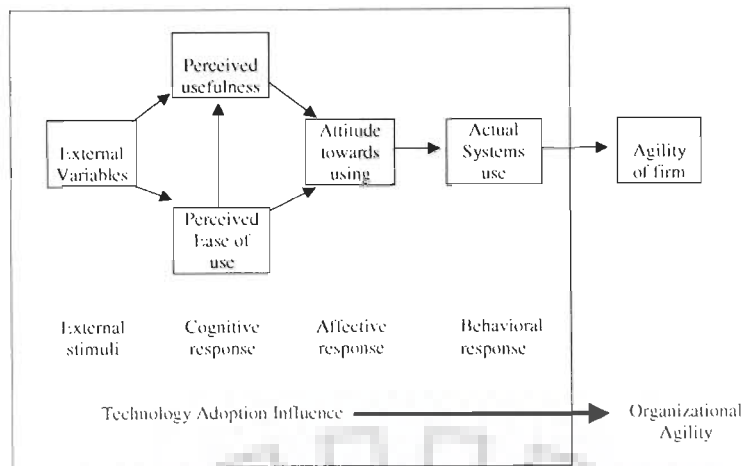 Perceived
usefulness
External
Variables
Perceived
Ease of
use
Attitude
towards
using
Actual
Systems
use
Agility
of firm
External
stimuli
Cognitive
response
Affective
response
Behavioral
response
Technology Adoption Influence
Organizational
Agility